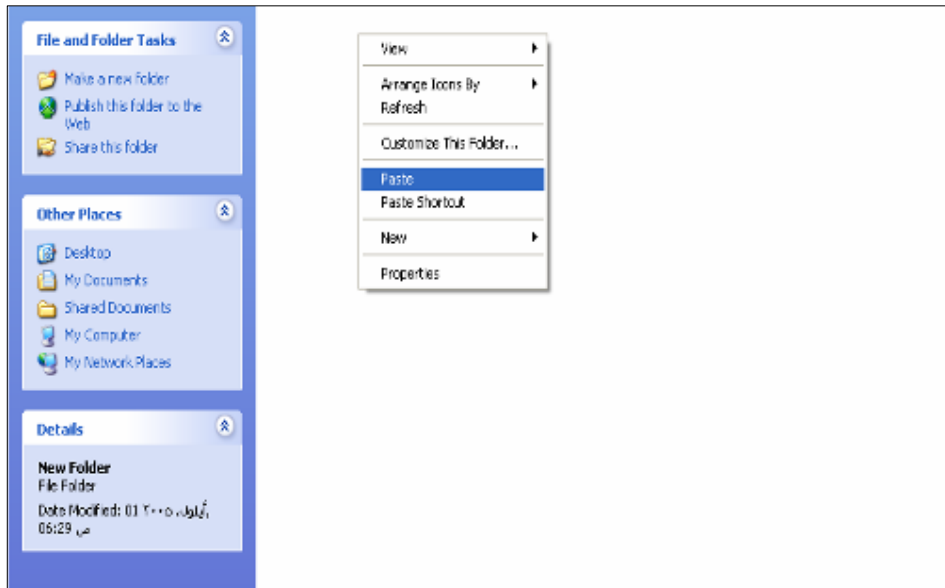 File and Folder Tasks
Make a new folder
Publish this folder to the
Web
Share this folder
Other Places
Desktop
My Documents
Shared Documents
My Computer
My Network Places
Details
New Folder
File Folder
Date Modified: 01 أيلول، ٢٠٠٥,
06:29 ص
View
Arrange Icons By
Refresh
Customize This Folder...
Paste
Paste Shortcut
New
Properties